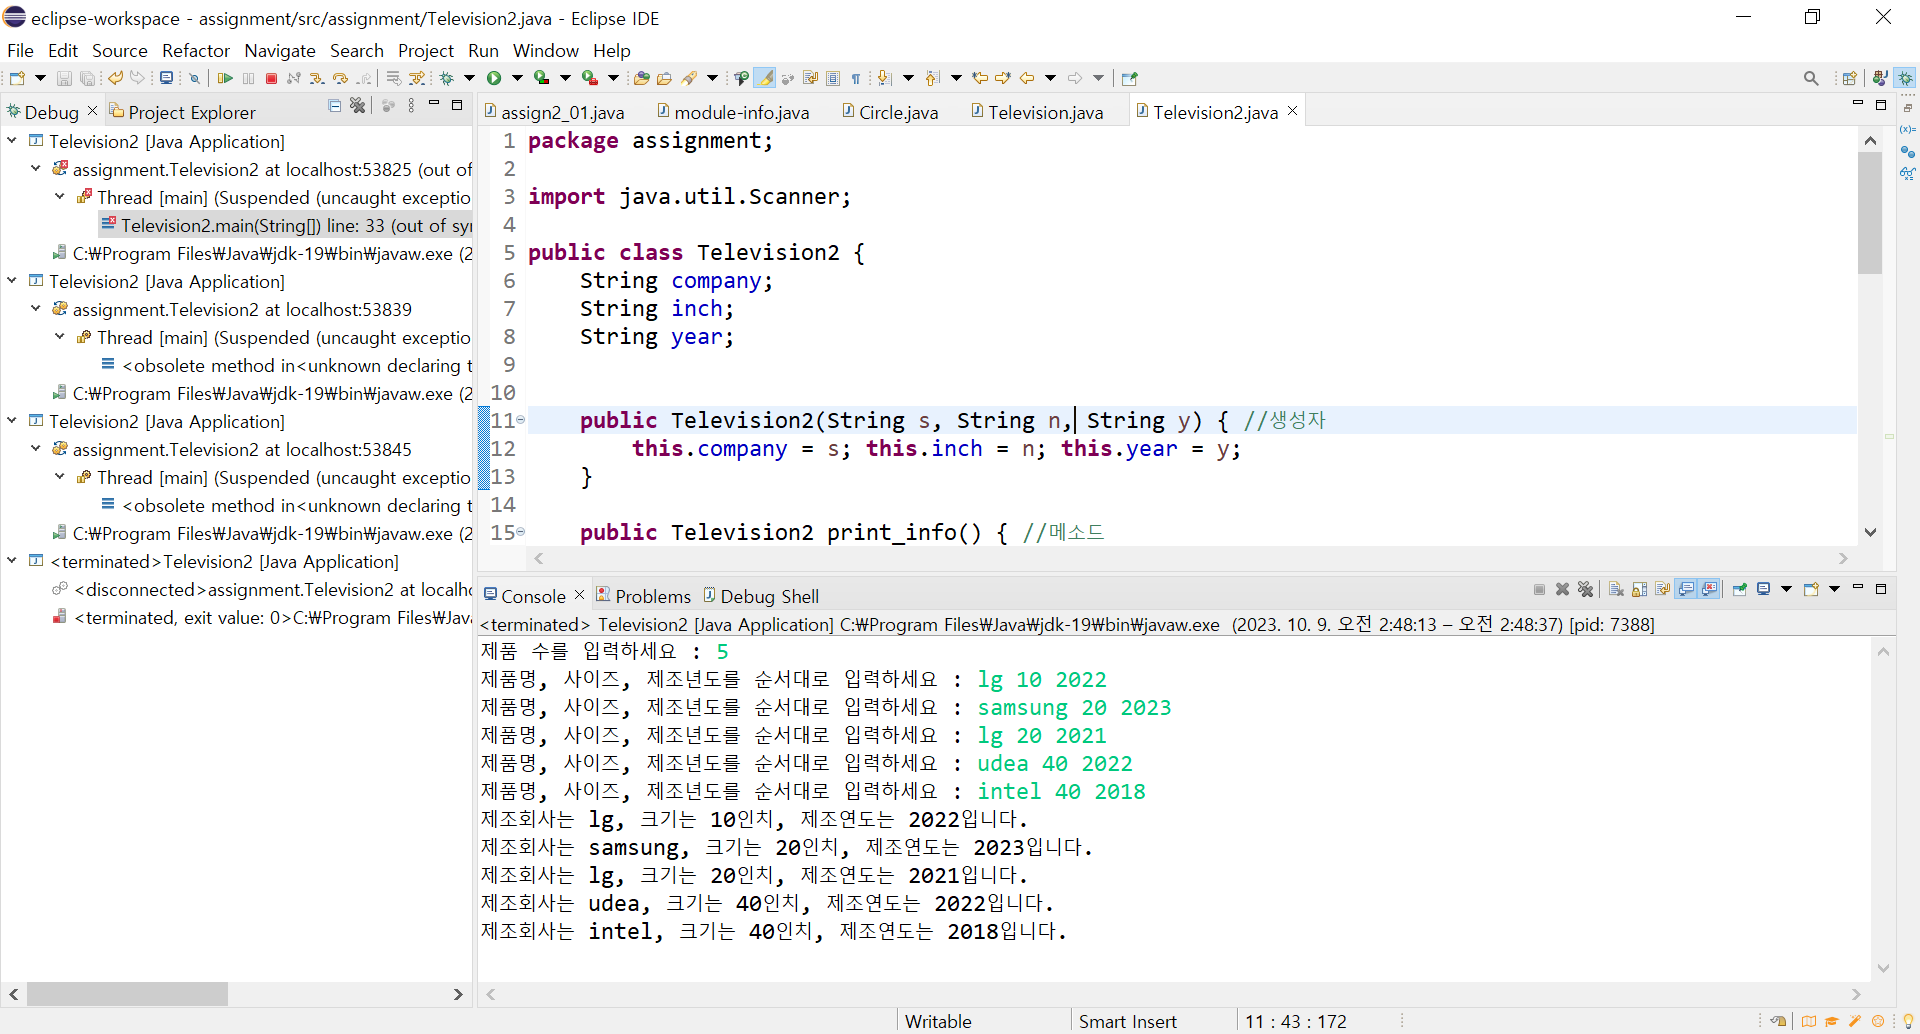 eclipse-workspace - assignment/src/assignment/Television2.java - Eclipse IDE
File Edit Source Refactor Navigate Search Project Run Window Help
Debug Project Explorer
Television2 [Java Application]
assignment.Television2 at localhost:53825 (out of
Thread [main] (Suspended (uncaught exceptio
Television2.main(String[]) line: 33 (out of syı
C:₩Program Files₩Java₩jdk-19₩bin₩javaw.exe (2
Television2 [Java Application]
assignment.Television2 at localhost:53839
Thread [main] (Suspended (uncaught exceptio
<obsolete method in<unknown declaring t
C:₩Program Files₩Java₩jdk-19₩bin₩javaw.exe (2
Television2 [Java Application]
assignment.Television2 at localhost:53845
Thread [main] (Suspended (uncaught exceptio
<obsolete method in<unknown declaring t
C:₩Program Files₩Java₩jdk-19₩bin₩javaw.exe (2
<terminated>Television2 [Java Application]
<disconnected>assignment.Television2 at localh
<terminated, exit value: 0>C:₩Program Files₩Jav
assign2_01.java module-info.java Circle.java Television.java Television2.java
1 package assignment;
2
3 import java.util.Scanner;
4
5 public class Television2 {
6 String company;
7 String inch;
8 String year;
9
10
11 public Television2(String s, String n, String y) { //생성자
12 this.company = s; this.inch = n; this.year = y;
13 }
14
15 public Television2 print_info() { //메소드
Console Problems Debug Shell
<terminated> Television2 [Java Application] C:₩Program Files₩Java₩jdk-19₩bin₩javaw.exe (2023. 10. 9. 오전 2:48:13 – 오전 2:48:37) [pid: 7388]
제품 수를 입력하세요 : 5
제품명, 사이즈, 제조년도를 순서대로 입력하세요 : lg 10 2022
제품명, 사이즈, 제조년도를 순서대로 입력하세요 : samsung 20 2023
제품명, 사이즈, 제조년도를 순서대로 입력하세요 : lg 20 2021
제품명, 사이즈, 제조년도를 순서대로 입력하세요 : udea 40 2022
제품명, 사이즈, 제조년도를 순서대로 입력하세요 : intel 40 2018
제조회사는 lg, 크기는 10인치, 제조연도는 2022입니다.
제조회사는 samsung, 크기는 20인치, 제조연도는 2023입니다.
제조회사는 lg, 크기는 20인치, 제조연도는 2021입니다.
제조회사는 udea, 크기는 40인치, 제조연도는 2022입니다.
제조회사는 intel, 크기는 40인치, 제조연도는 2018입니다.
Writable Smart Insert 11 : 43 : 172